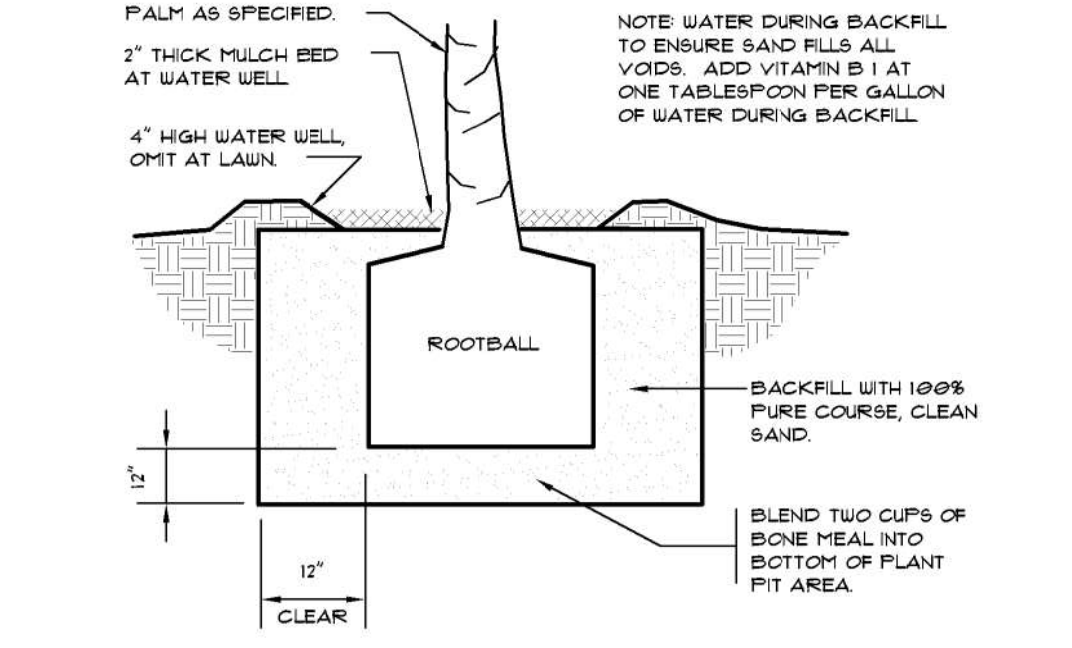 PALM AS SPECIFIED.
2" THICK MULCH BED
AT WATER WELL
4" HIGH WATER WELL,
OMIT AT LAWN.
NOTE: WATER DURING BACKFILL
TO ENSURE SAND FILLS ALL
VOIDS. ADD VITAMIN B 1 AT
ONE TABLESPOON PER GALLON
OF WATER DURING BACKFILL
ROOTBALL
BACKFILL WITH 100%
PURE COURSE, CLEAN
SAND.
12"
BLEND TWO CUPS OF
BONE MEAL INTO
BOTTOM OF PLANT
PIT AREA.
12"
CLEAR